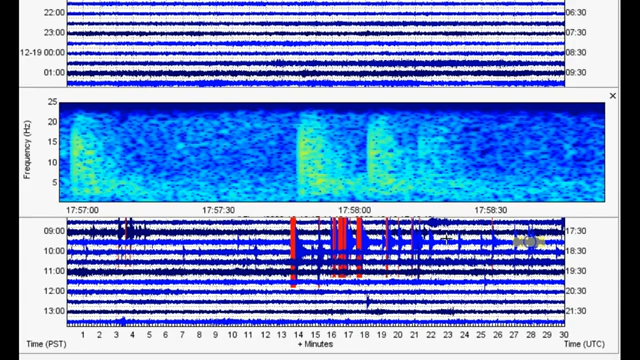 22:00 06:30
23:00 07:30
12-19 00:00 08:30
01:00 09:30
Frequency (Hz)
25
20
15
10
5
17:57:00 17:57:30 17:58:00 17:58:30
09:00 17:30
10:00 18:30
11:00 19:30
12:00 20:30
13:00 21:30
1 2 3 4 5 6 7 8 9 10 11 12 13 14 15 16 17 18 19 20 21 22 23 24 25 26 27 28 29 30
Time (PST) + Minutes Time (UTC)